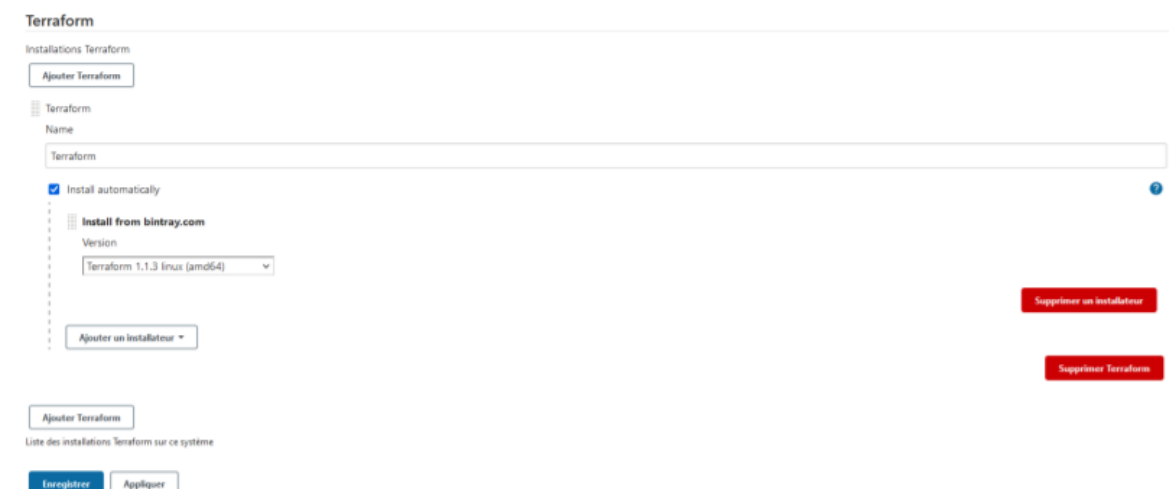 Terraform
Installations Terraform
Ajouter Terraform
Terraform
Name
Terraform
Install automatically
?
Install from bintray.com
Version
Terraform 1.1.3 linux (amd64)
Supprimer un installateur
Ajouter un installateur
Supprimer Terraform
Ajouter Terraform
Liste des installations Terraform sur ce système
Enregistrer Appliquer